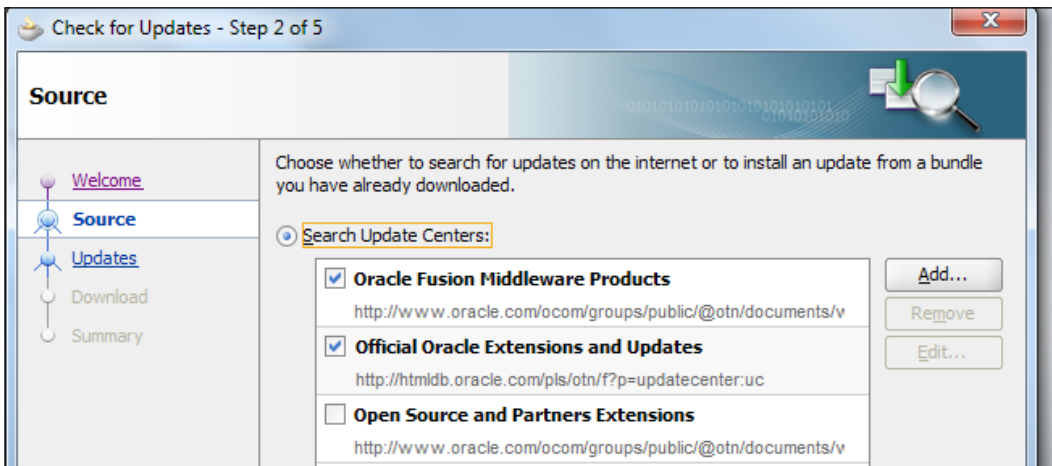 Check for Updates - Step 2 of 5
Source
01010101010101010101010101
01010101010
Choose whether to search for updates on the internet or to install an update from a bundle
you have already downloaded.
Welcome
Source
Updates
Download
Summary
Search Update Centers:
Oracle Fusion Middleware Products
http://www.oracle.com/ocom/groups/public/@otn/documents/w
Official Oracle Extensions and Updates
http://htmldb.oracle.com/pls/otn/f?p=updatecenter:uc
Open Source and Partners Extensions
http://www.oracle.com/ocom/groups/public/@otn/documents/w
Add...
Remove
Edit...